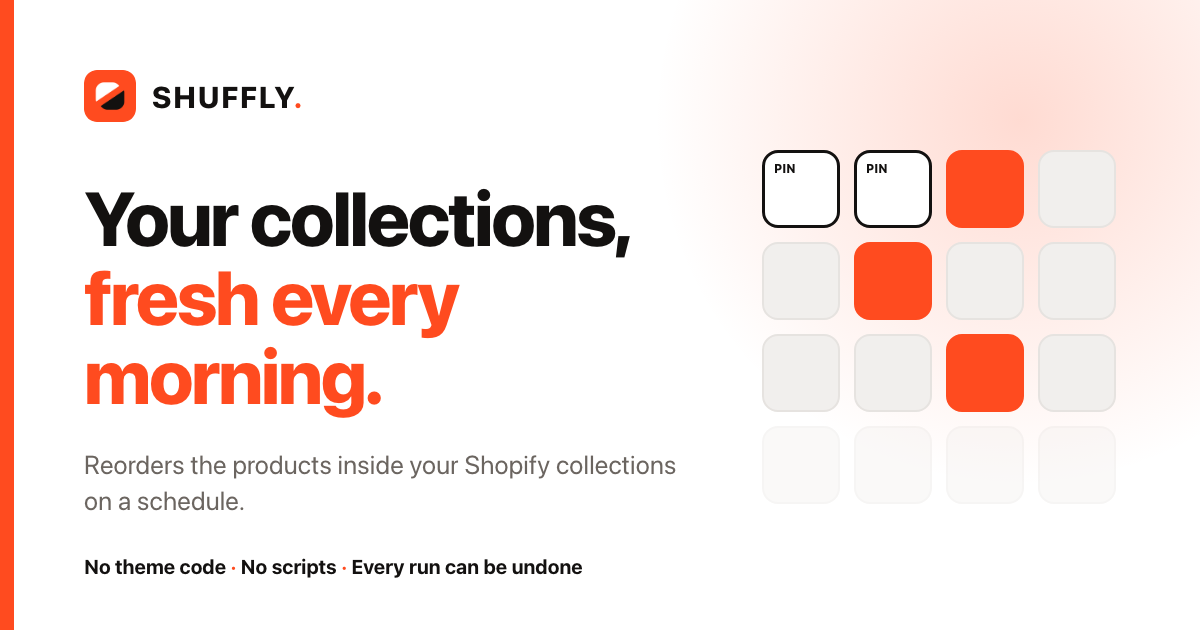 SHUFFLY.
PIN PIN
Your collections,
fresh every
morning.
Reorders the products inside your Shopify collections
on a schedule.
No theme code · No scripts · Every run can be undone